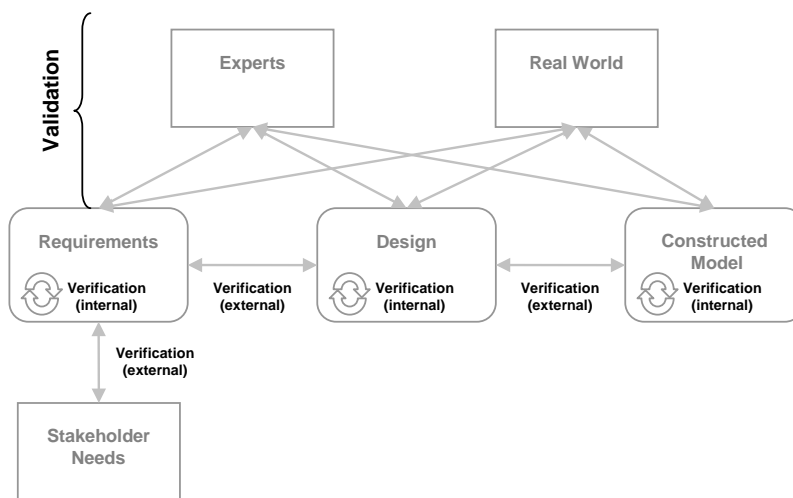 Validation
Experts
Real World
Requirements
Verification
(internal)
Verification
(external)
Design
Verification
(internal)
Verification
(external)
Constructed
Model
Verification
(internal)
Verification
(external)
Stakeholder
Needs